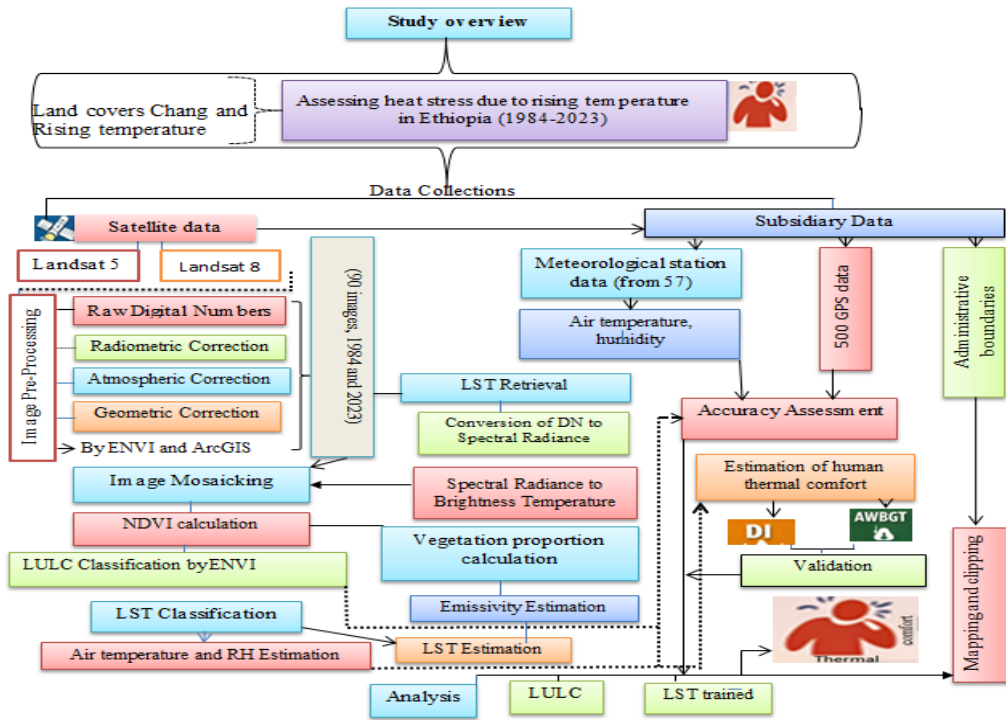 Study overview
Land covers Chang and
Rising temperature
Assessing heat stress due to rising temperature
in Ethiopia (1984-2023)
Data Collections
Satellite data
Subsidiary Data
Landsat 5
Landsat 8
(90 images, 1984 and 2023)
Meteorological station
data (from 57)
500 GPS data
Administrative
boundaries
Image Pre-Processing
Raw Digital Numbers
Radiometric Correction
Atmospheric Correction
Geometric Correction
By ENVI and ArcGIS
Air temperature,
humidity
LST Retrieval
Conversion of DN to
Spectral Radiance
Accuracy Assessment
Image Mosaicking
Spectral Radiance
to Brightness Temperature
Estimation of human
thermal comfort
NDVI calculation
DI
AWBGT
Vegetation proportion
calculation
LULC Classification byENVI
Validation
Mapping and clipping
Emissivity Estimation
LST Classification
LST Estimation
Air temperature and RH Estimation
comfort
Thermal
Analysis
LULC
LST trained